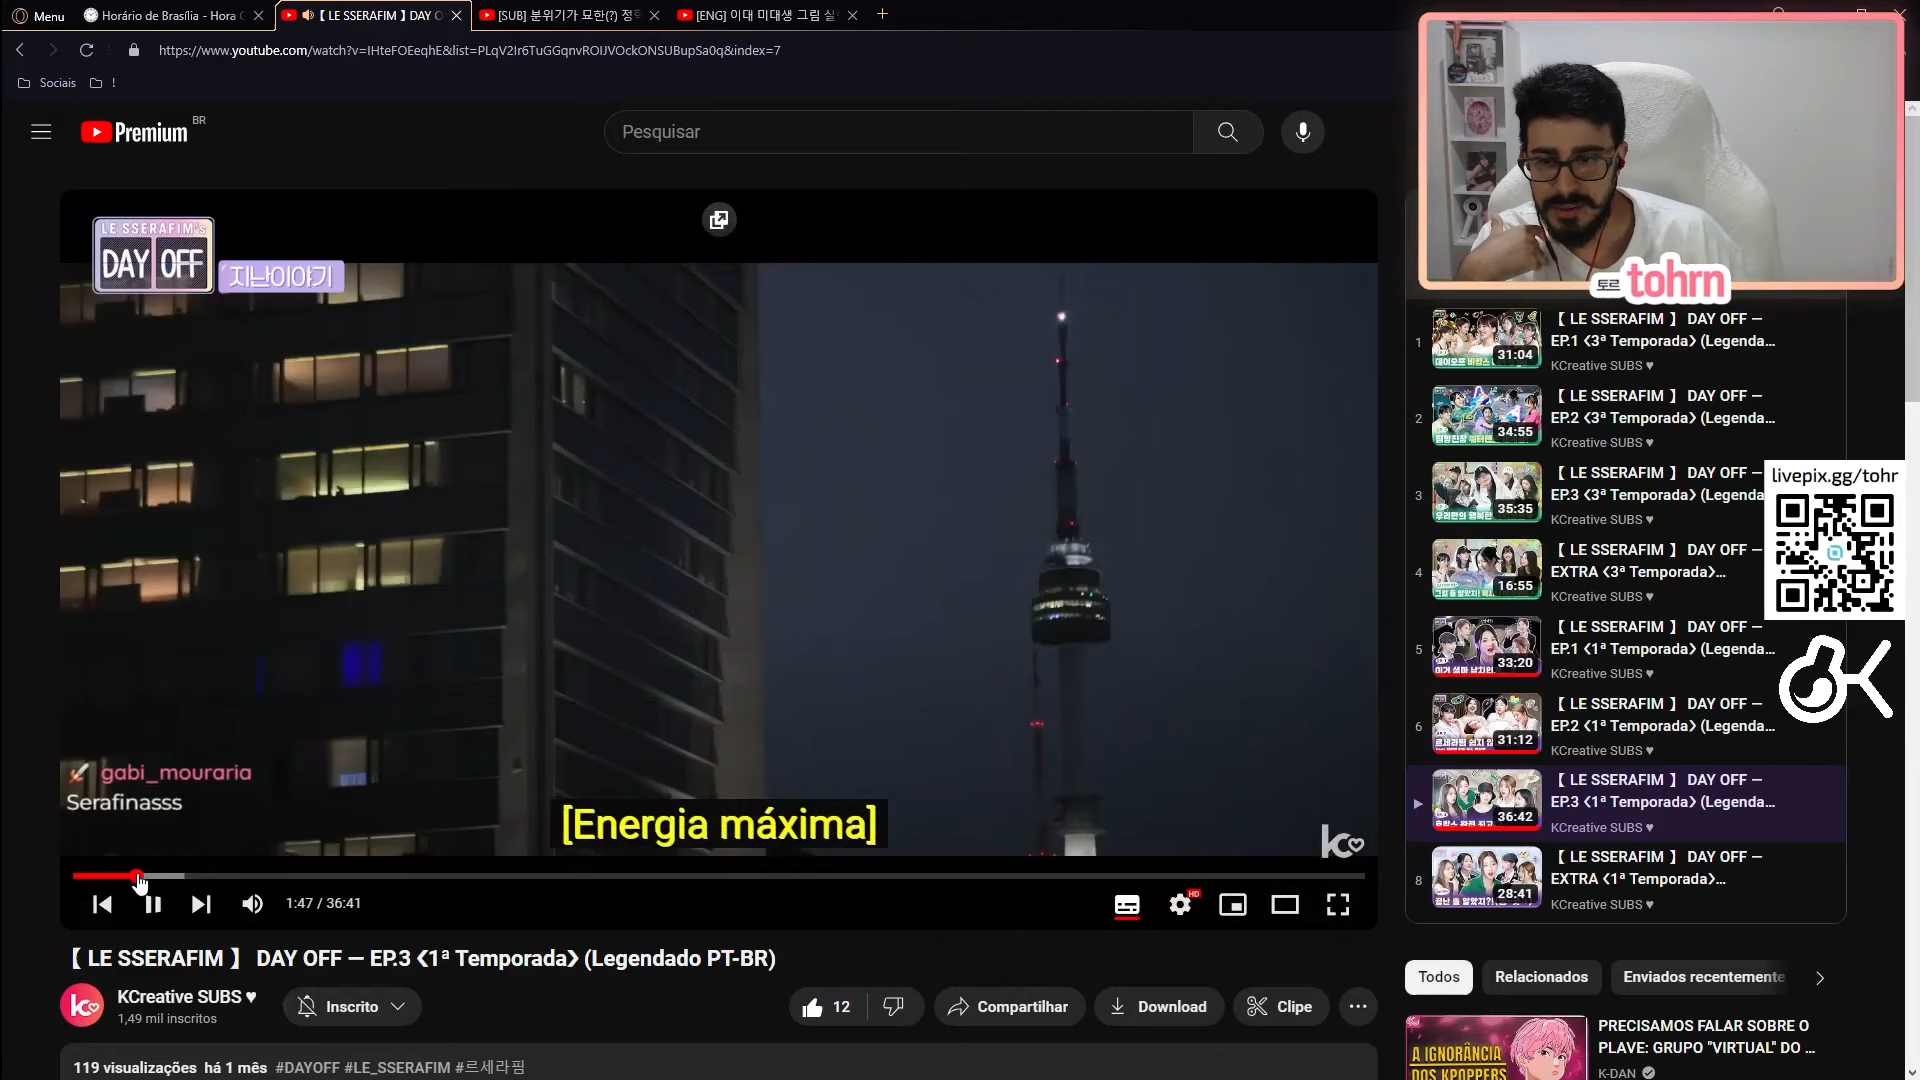 Menu
Horário de Brasília - Hora
【 LE SSERAFIM 】DAY O
[SUB] 분위기가 묘한(?) 정
[ENG] 이대 미대생 그림 실
https://www.youtube.com/watch?v=IHteFOEeqhE&list=PLqV2Ir6TuGGqnvROIJVOckONSUBupSa0q&index=7
Sociais
!
Premium
BR
Pesquisar
토르 tohrn
LE SSERAFIM's
DAY OFF
지난이야기
gabi_mouraria
Serafinasss
[Energia máxima]
kc
1:47 / 36:41
HD
【 LE SSERAFIM 】 DAY OFF — EP.3 《1ª Temporada》 (Legendado PT-BR)
kc
KCreative SUBS ♥
1,49 mil inscritos
Inscrito
12
Compartilhar
Download
Clipe
119 visualizações há 1 mês #DAYOFF #LE_SSERAFIM #르세라핌
1
31:04
【 LE SSERAFIM 】 DAY OFF —
EP.1 《3ª Temporada》 (Legenda...
KCreative SUBS ♥
2
34:55
【 LE SSERAFIM 】 DAY OFF —
EP.2 《3ª Temporada》 (Legenda...
KCreative SUBS ♥
3
35:35
【 LE SSERAFIM 】 DAY OFF —
EP.3 《3ª Temporada》 (Legenda
KCreative SUBS ♥
4
16:55
【 LE SSERAFIM 】 DAY OFF —
EXTRA 《3ª Temporada》...
KCreative SUBS ♥
5
33:20
【 LE SSERAFIM 】 DAY OFF —
EP.1 《1ª Temporada》 (Legenda...
KCreative SUBS ♥
6
31:12
【 LE SSERAFIM 】 DAY OFF —
EP.2 《1ª Temporada》 (Legenda...
KCreative SUBS ♥
36:42
【 LE SSERAFIM 】 DAY OFF —
EP.3 《1ª Temporada》 (Legenda...
KCreative SUBS ♥
8
28:41
【 LE SSERAFIM 】 DAY OFF —
EXTRA 《1ª Temporada》...
KCreative SUBS ♥
livepix.gg/tohr
OK
Todos
Relacionados
Enviados recentemente
A IGNORÂNCIA
DOS KPOPPERS
PRECISAMOS FALAR SOBRE O
PLAVE: GRUPO "VIRTUAL" DO ...
K-DAN